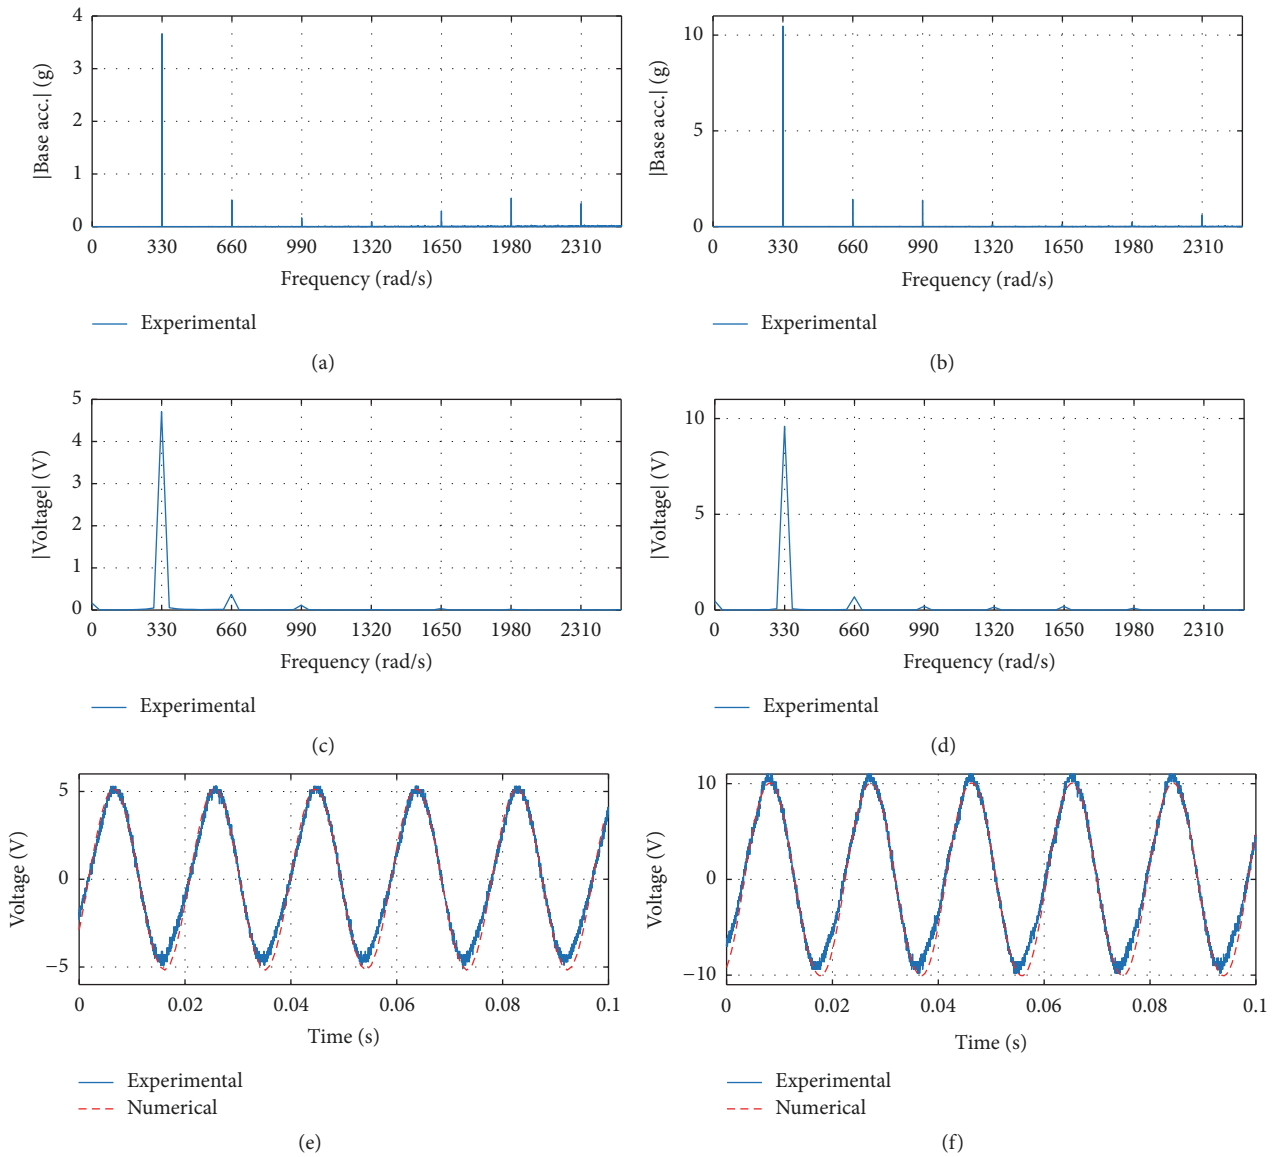 |Base acc.| (g)
4
3
2
1
0
0 330 660 990 1320 1650 1980 2310
Frequency (rad/s)
Experimental
(a)
|Base acc.| (g)
10
5
0
0 330 660 990 1320 1650 1980 2310
Frequency (rad/s)
Experimental
(b)
|Voltage| (V)
5
4
3
2
1
0
0 330 660 990 1320 1650 1980 2310
Frequency (rad/s)
Experimental
(c)
|Voltage| (V)
10
5
0
0 330 660 990 1320 1650 1980 2310
Frequency (rad/s)
Experimental
(d)
Voltage (V)
5
0
−5
0 0.02 0.04 0.06 0.08 0.1
Time (s)
Experimental
Numerical
(e)
Voltage (V)
10
0
−10
0 0.02 0.04 0.06 0.08 0.1
Time (s)
Experimental
Numerical
(f)